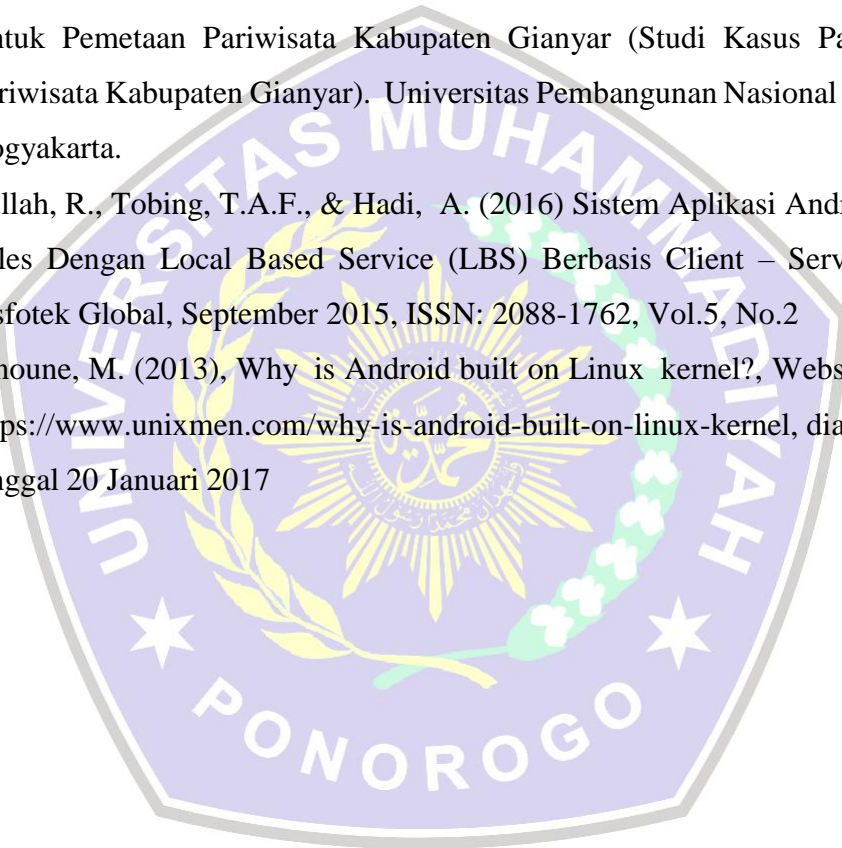 ntuk Pemetaan Pariwisata Kabupaten Gianyar (Studi Kasus Pa
riwisata Kabupaten Gianyar). Universitas Pembangunan Nasional
ogyakarta.
llah, R., Tobing, T.A.F., & Hadi, A. (2016) Sistem Aplikasi Andr
les Dengan Local Based Service (LBS) Berbasis Client – Serv
sfotek Global, September 2015, ISSN: 2088-1762, Vol.5, No.2
houne, M. (2013), Why is Android built on Linux kernel?, Webs
ps://www.unixmen.com/why-is-android-built-on-linux-kernel, dia
nggal 20 Januari 2017
UNIVERSITAS MUHAMMADIYAH
PONOROGO